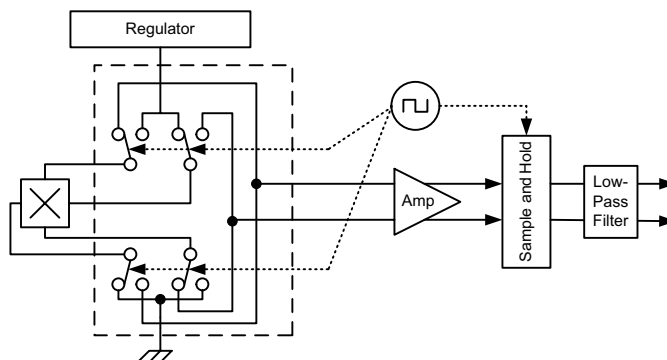 Regulator
Amp
Sample and Hold
Low-
Pass
Filter